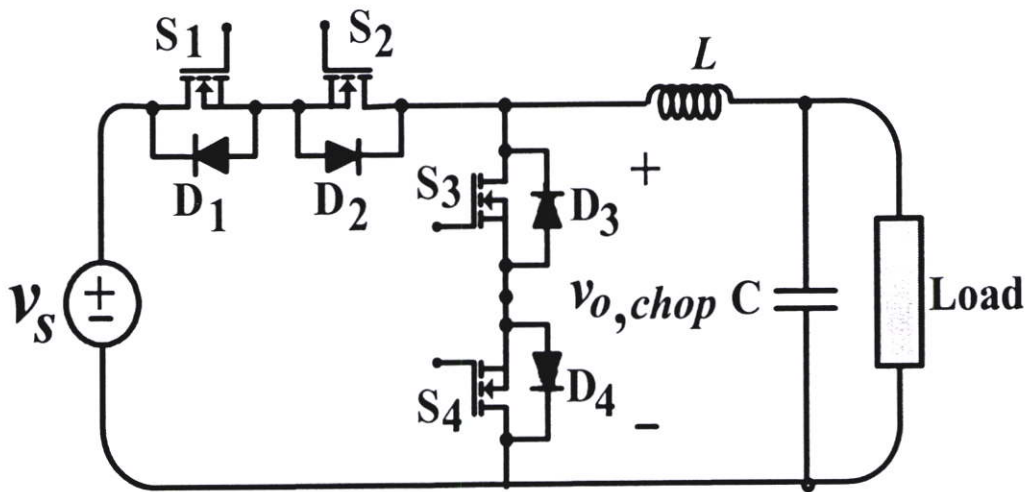 S1
S2
L
D1
D2
S3
D3
+
vs
+
−
vo,chop
C
Load
S4
D4
−